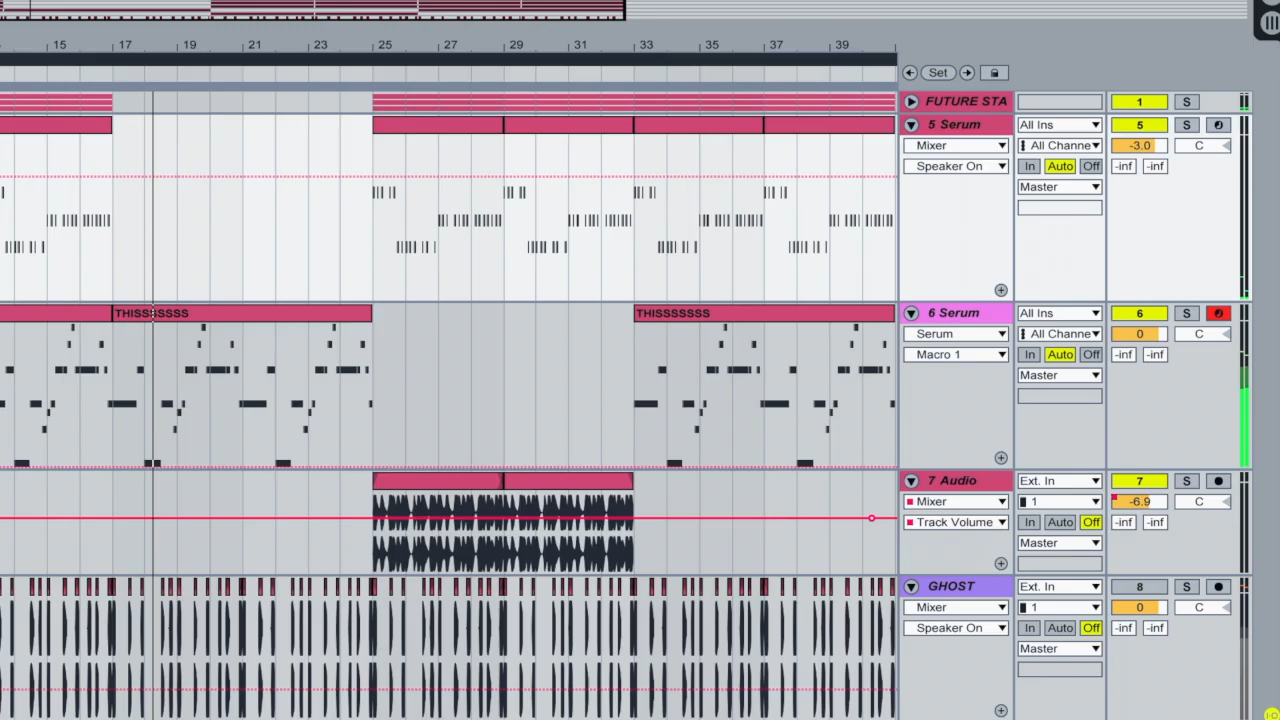 15 17 19 21 23 25 27 29 31 33 35 37 39
Set
FUTURE STA 1 S
5 Serum All Ins 5 S
Mixer All Channe -3.0 C
Speaker On In Auto Off -inf -inf
Master
THISSSSSSS THISSSSSSS 6 Serum All Ins 6 S
Serum All Channe 0 C
Macro 1 In Auto Off -inf -inf
Master
7 Audio Ext. In 7 S
Mixer 1 -6.9 C
Track Volume In Auto Off -inf -inf
Master
GHOST Ext. In 8 S
Mixer 1 0 C
Speaker On In Auto Off -inf -inf
Master